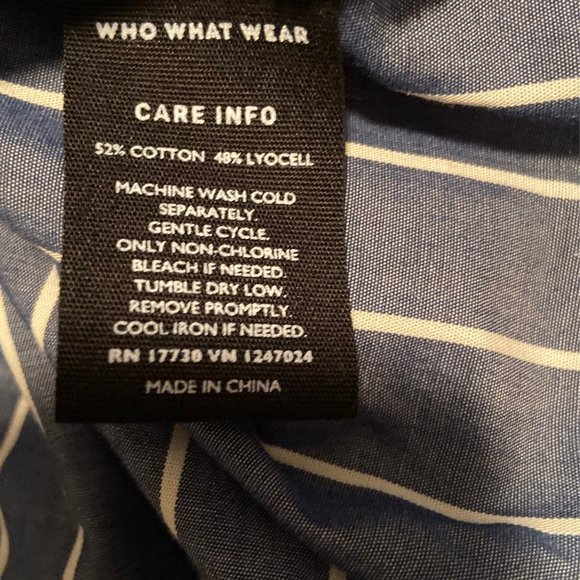 WHO WHAT WEAR
CARE INFO
52% COTTON 48% LYOCELL
MACHINE WASH COLD
SEPARATELY.
GENTLE CYCLE.
ONLY NON-CHLORINE
BLEACH IF NEEDED.
TUMBLE DRY LOW.
REMOVE PROMPTLY.
COOL IRON IF NEEDED.
RN 17730 VN 1247024
MADE IN CHINA